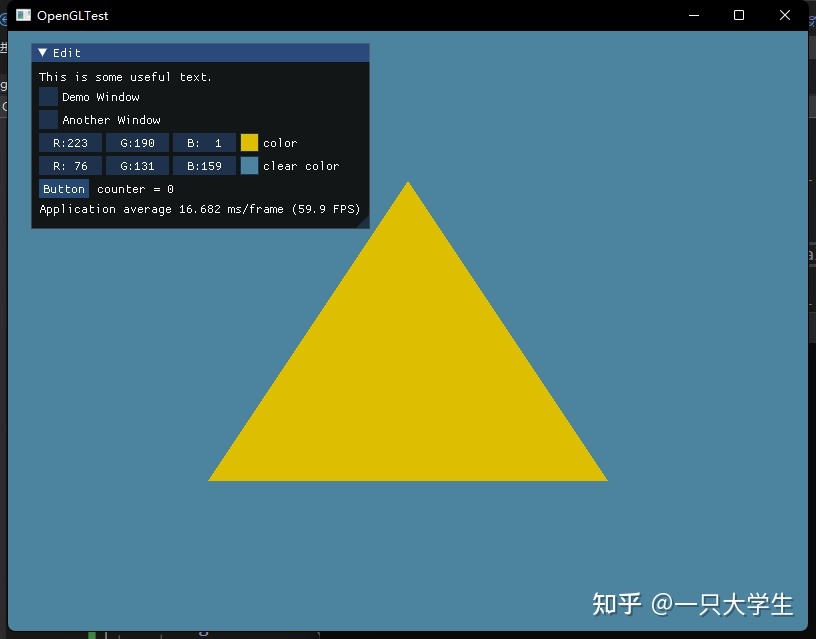 OpenGLTest
▼ Edit
This is some useful text.
Demo Window
Another Window
R:223 G:190 B: 1 color
R: 76 G:131 B:159 clear color
Button counter = 0
Application average 16.682 ms/frame (59.9 FPS)
知乎 @一只大学生